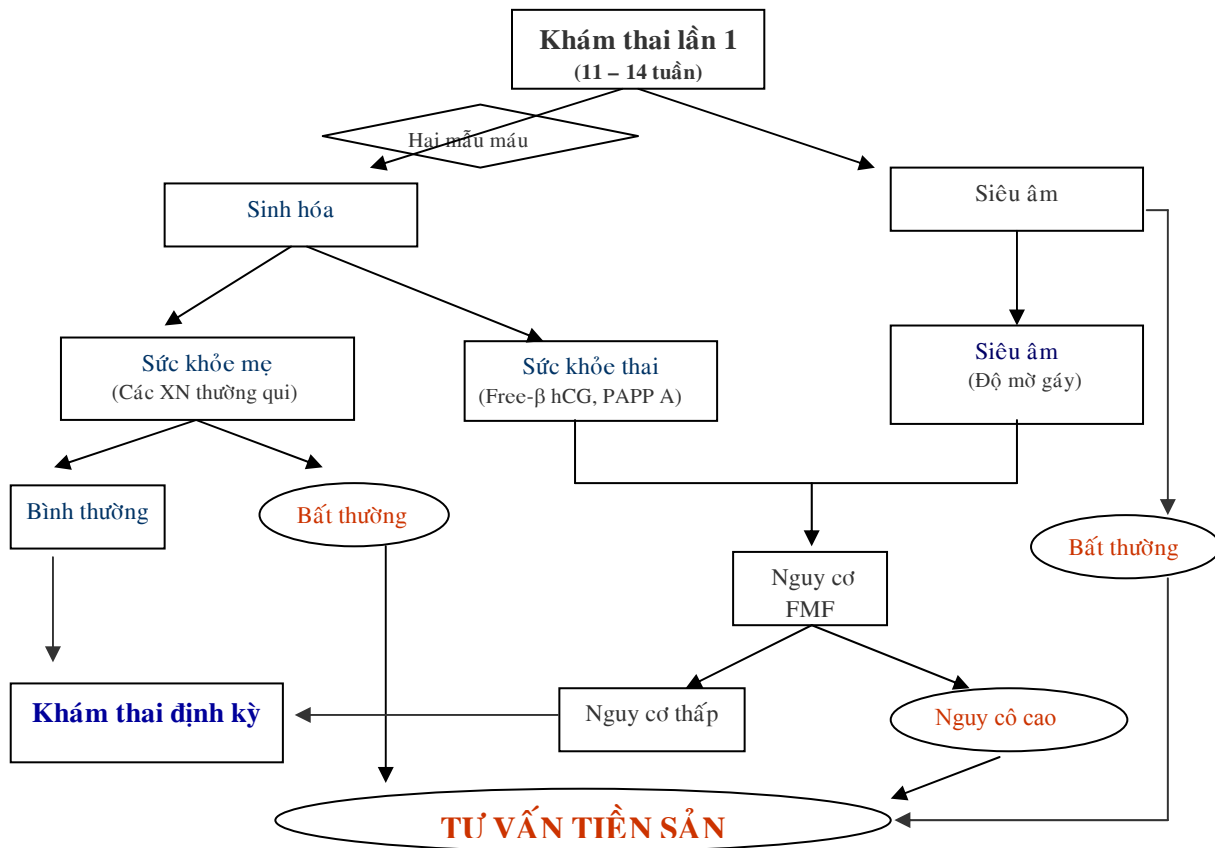 Khám thai lần 1
(11 – 14 tuần)
Hai mẫu máu
Sinh hóa
Siêu âm
Sức khỏe mẹ
(Các XN thường qui)
Sức khỏe thai
(Free-β hCG, PAPP A)
Siêu âm
(Độ mờ gáy)
Bình thường
Bất thường
Bất thường
Nguy cơ
FMF
Khám thai định kỳ
Nguy cơ thấp
Nguy cô cao
TƯ VẤN TIỀN SẢN